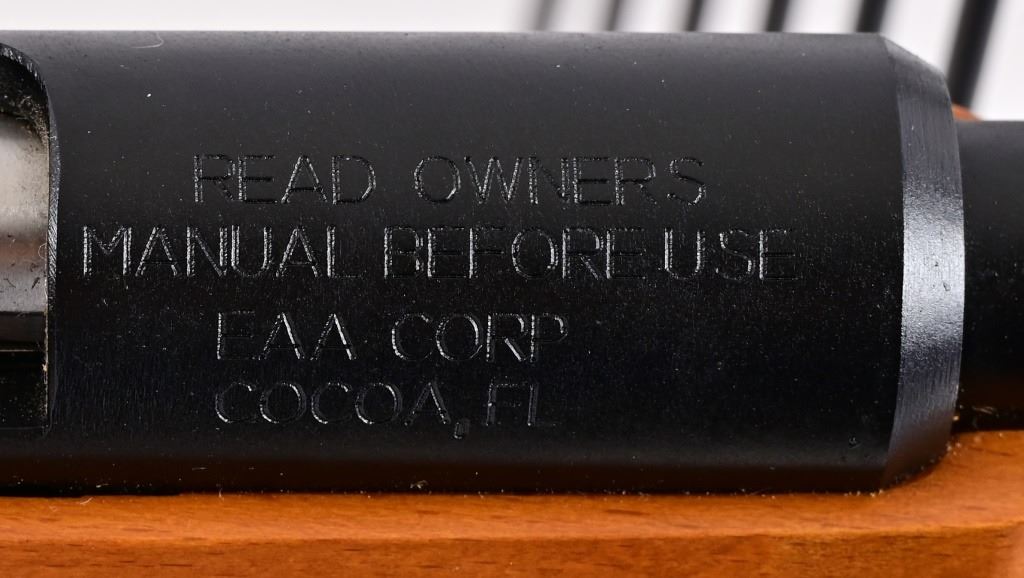 READ OWNERS
MANUAL BEFORE USE
EAA CORP
COCOA, FL